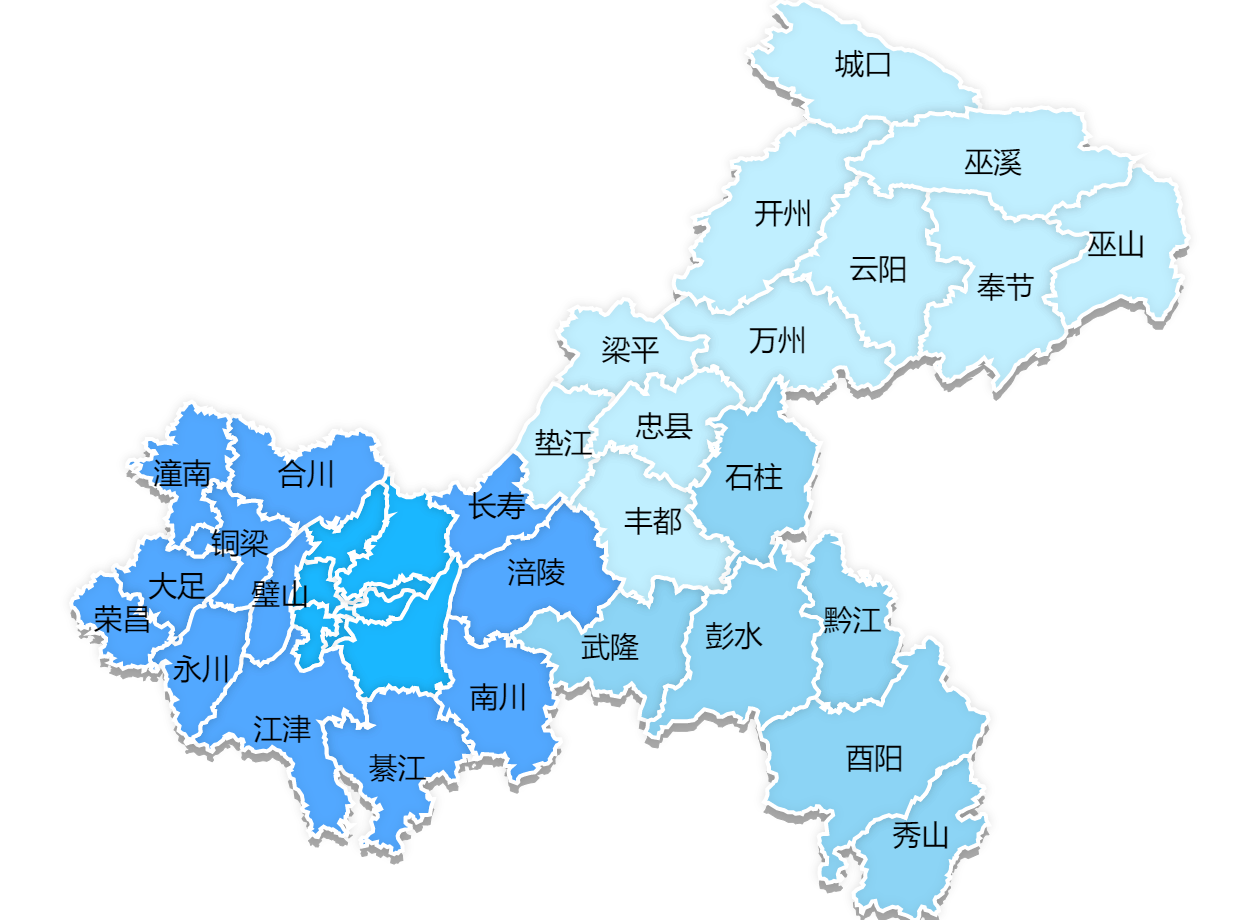 城口
巫溪
开州
巫山
云阳
奉节
万州
梁平
忠县
垫江
石柱
潼南
合川
长寿
丰都
铜梁
涪陵
大足
璧山
荣昌
黔江
彭水
武隆
永川
南川
江津
酉阳
綦江
秀山